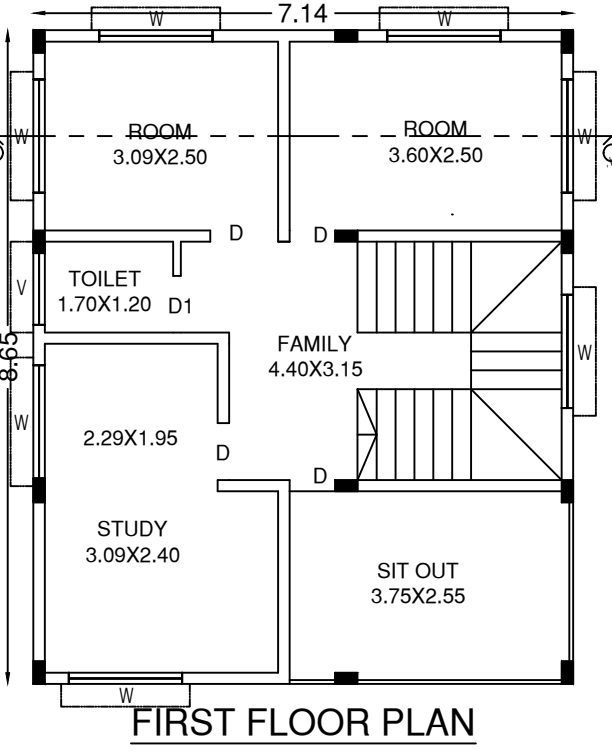 7.14
W
W
W
ROOM
3.09X2.50
ROOM
3.60X2.50
W
D
D
TOILET
1.70X1.20
D1
V
FAMILY
4.40X3.15
W
8.65
W
2.29X1.95
D
D
STUDY
3.09X2.40
SIT OUT
3.75X2.55
W
FIRST FLOOR PLAN